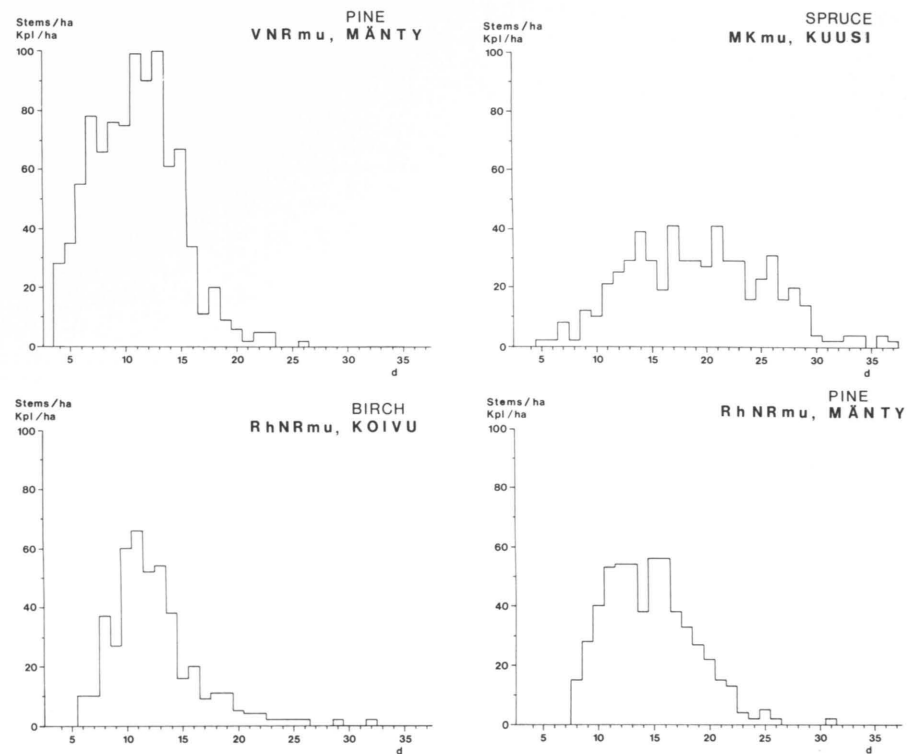 Stems/ha
Kpl/ha
PINE
VNRmu, MÄNTY
100
80
60
40
20
0
5 10 15 20 25 30 35
d
Stems/ha
Kpl/ha
SPRUCE
MKmu, KUUSI
100
80
60
40
20
0
5 10 15 20 25 30 35
d
Stems/ha
Kpl/ha
BIRCH
RhNRmu, KOIVU
100
80
60
40
20
0
5 10 15 20 25 30 35
d
Stems/ha
Kpl/ha
PINE
RhNRmu, MÄNTY
100
80
60
40
20
0
5 10 15 20 25 30 35
d